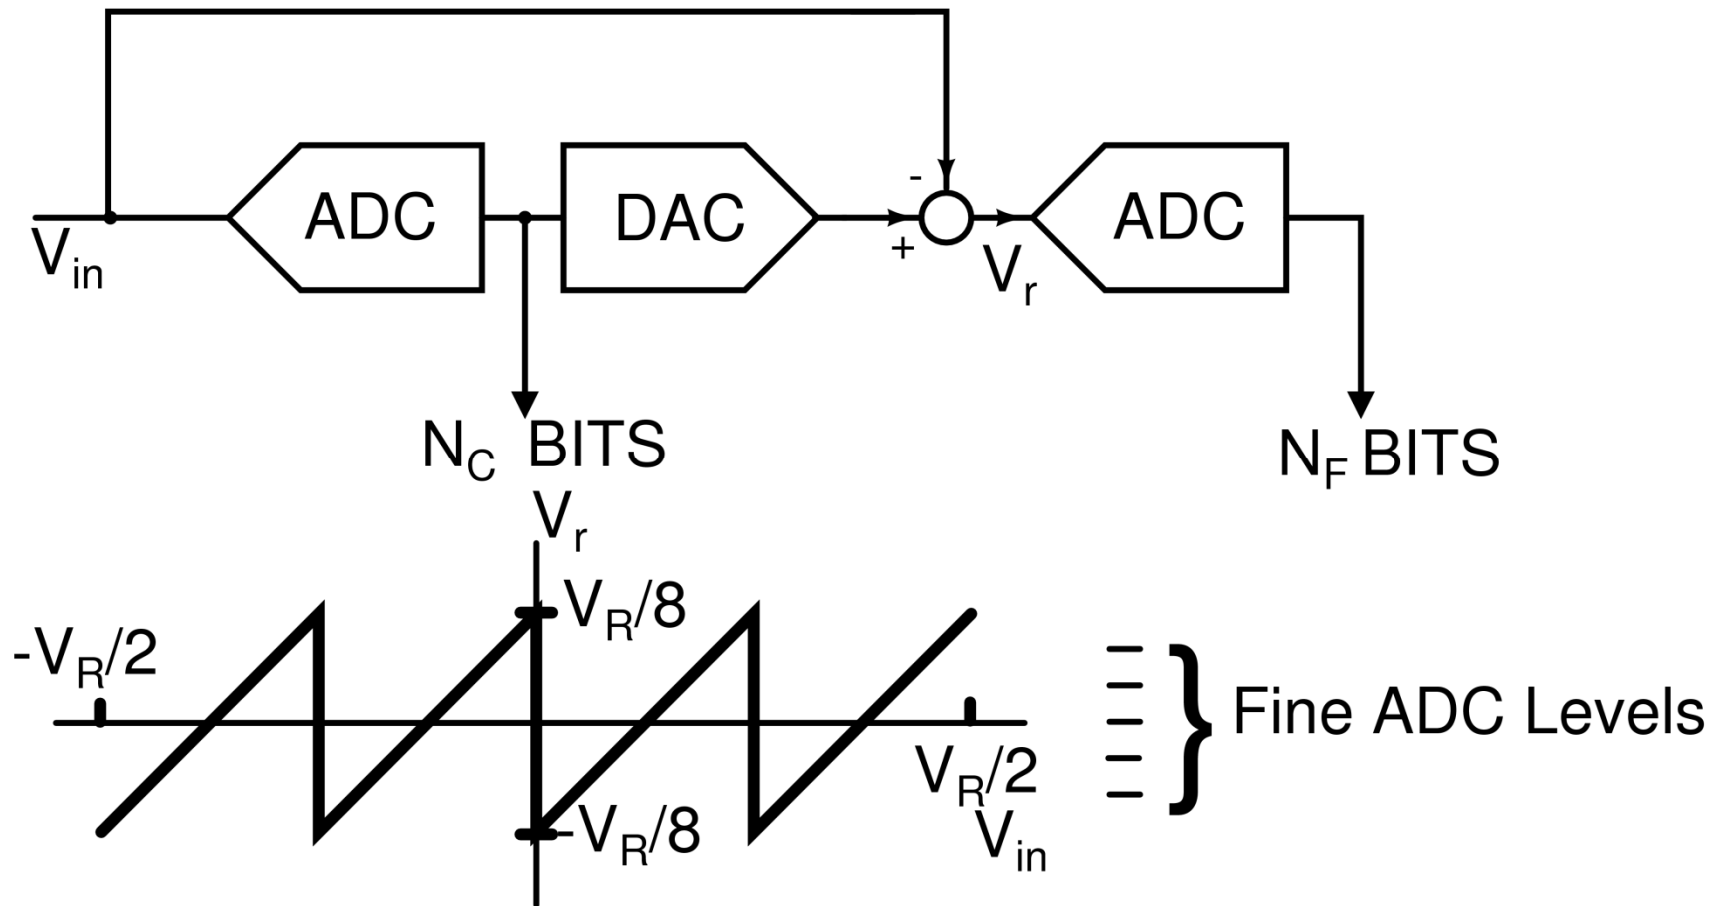 ADC DAC - + ADC
V_in V_r
N_C BITS N_F BITS
V_r
V_R/8
-V_R/2
Fine ADC Levels
V_R/2
-V_R/8
V_in